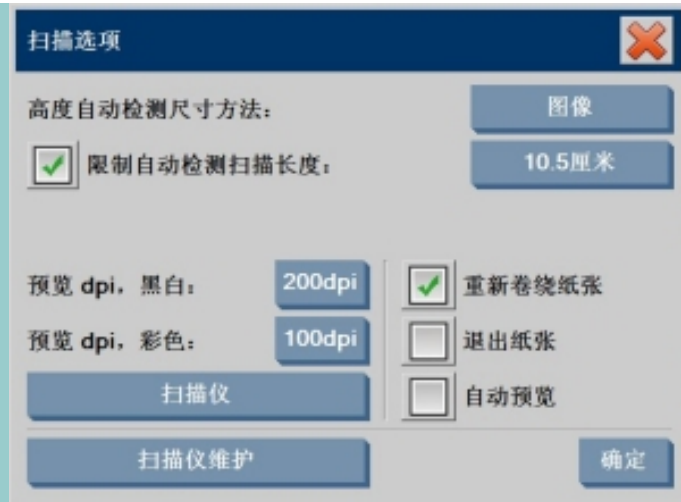 扫描选项
高度自动检测尺寸方法：
图像
限制自动检测扫描长度：
10.5厘米
预览 dpi，黑白：
200dpi
重新卷绕纸张
预览 dpi，彩色：
100dpi
退出纸张
扫描仪
自动预览
扫描仪维护
确定